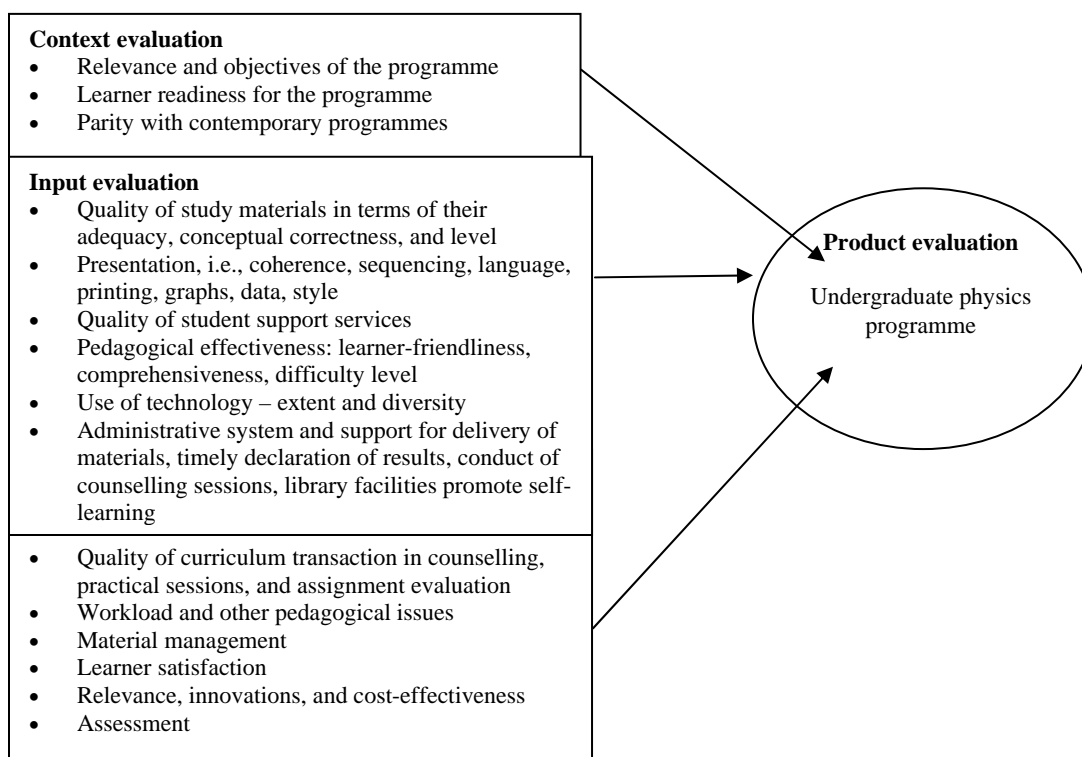 Context evaluation
• Relevance and objectives of the programme
• Learner readiness for the programme
• Parity with contemporary programmes
Input evaluation
• Quality of study materials in terms of their
adequacy, conceptual correctness, and level
• Presentation, i.e., coherence, sequencing, language,
printing, graphs, data, style
• Quality of student support services
• Pedagogical effectiveness: learner-friendliness,
comprehensiveness, difficulty level
• Use of technology – extent and diversity
• Administrative system and support for delivery of
materials, timely declaration of results, conduct of
counselling sessions, library facilities promote self-
learning
• Quality of curriculum transaction in counselling,
practical sessions, and assignment evaluation
• Workload and other pedagogical issues
• Material management
• Learner satisfaction
• Relevance, innovations, and cost-effectiveness
• Assessment
Product evaluation
Undergraduate physics
programme